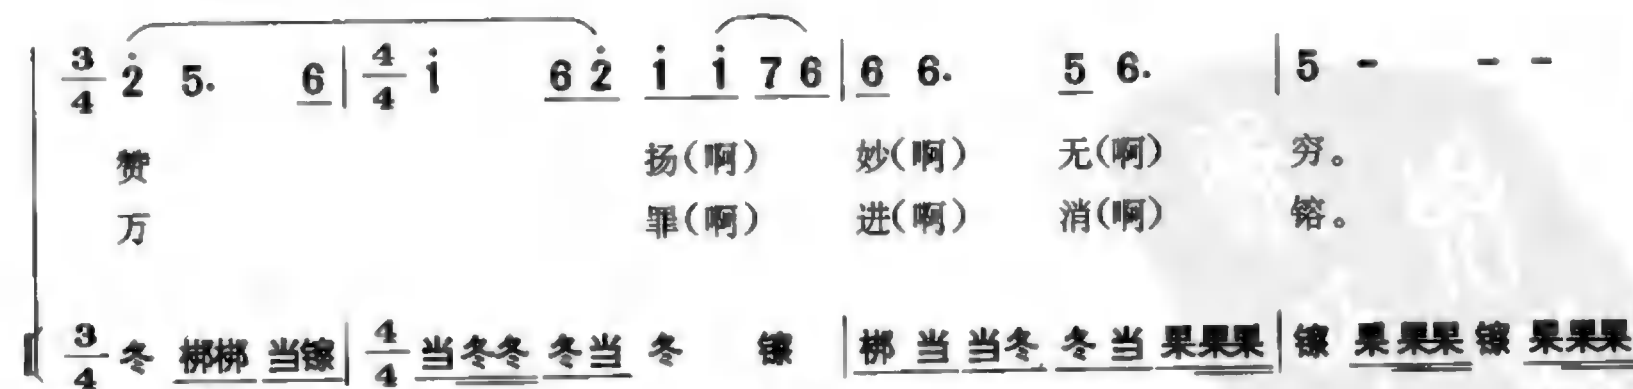 3/4 2̇ 5. 6 | 4/4 1̇ 6 2̇ 1̇ 1̇ 7 6 | 6 6. 5 6. | 5 - - -
赞 扬(啊) 妙(啊) 无(啊) 穷。
万 罪(啊) 进(啊) 消(啊) 镕。
3/4 冬 梆梆 当镲 | 4/4 当冬冬 冬当 冬 镲 | 梆 当 当冬 冬 当 果果果 | 镲 果 果果 镲 果果果